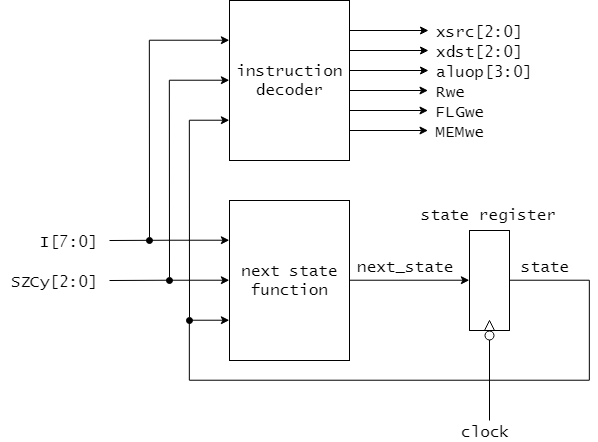 xsrc[2:0]
xdst[2:0]
aluop[3:0]
Rwe
FLGwe
MEMwe
instruction
decoder
I[7:0]
SZCy[2:0]
next state
function
next_state
state register
state
clock